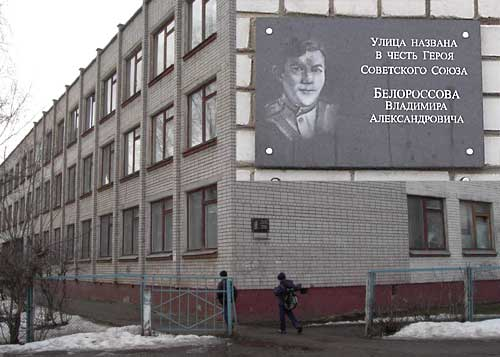 Улица названа
в честь Героя
Советского Союза
Белороссова
Владимира
Александровича